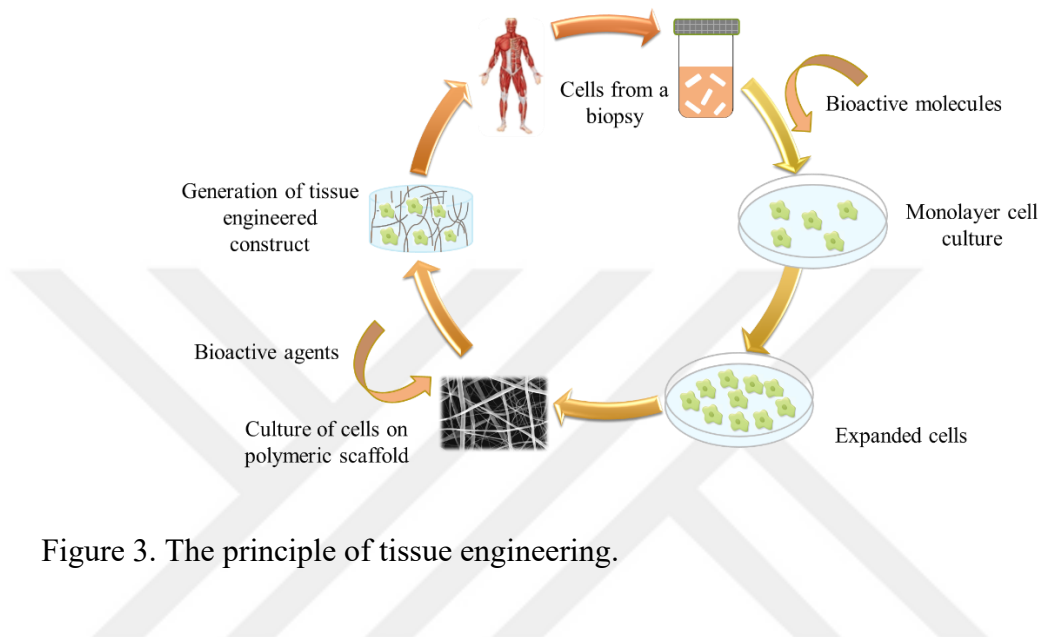 Cells from a
biopsy
Bioactive molecules
Monolayer cell
culture
Expanded cells
Culture of cells on
polymeric scaffold
Bioactive agents
Generation of tissue
engineered
construct
Figure 3. The principle of tissue engineering.